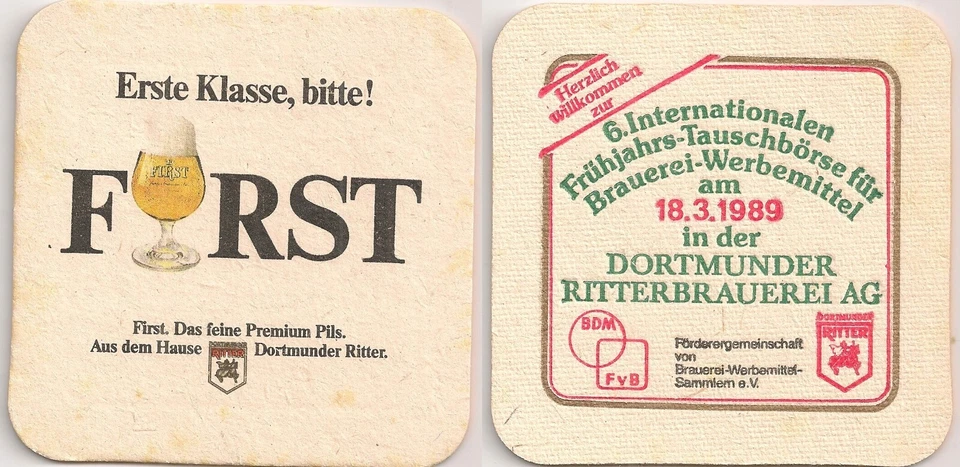 Erste Klasse, bitte!
FIRST
F RST
First. Das feine Premium Pils.
Aus dem Hause RITTER Dortmunder Ritter.
Herzlich
willkommen
zur
6. Internationalen
Frühjahrs-Tauschbörse für
Brauerei-Werbemittel
am
18.3.1989
in der
DORTMUNDER
RITTERBRAUEREI AG
BDM
FvB
Förderergemeinschaft
von
Brauerei-Werbemittel-
Sammlern e.V.
DORTMUNDER
RITTER